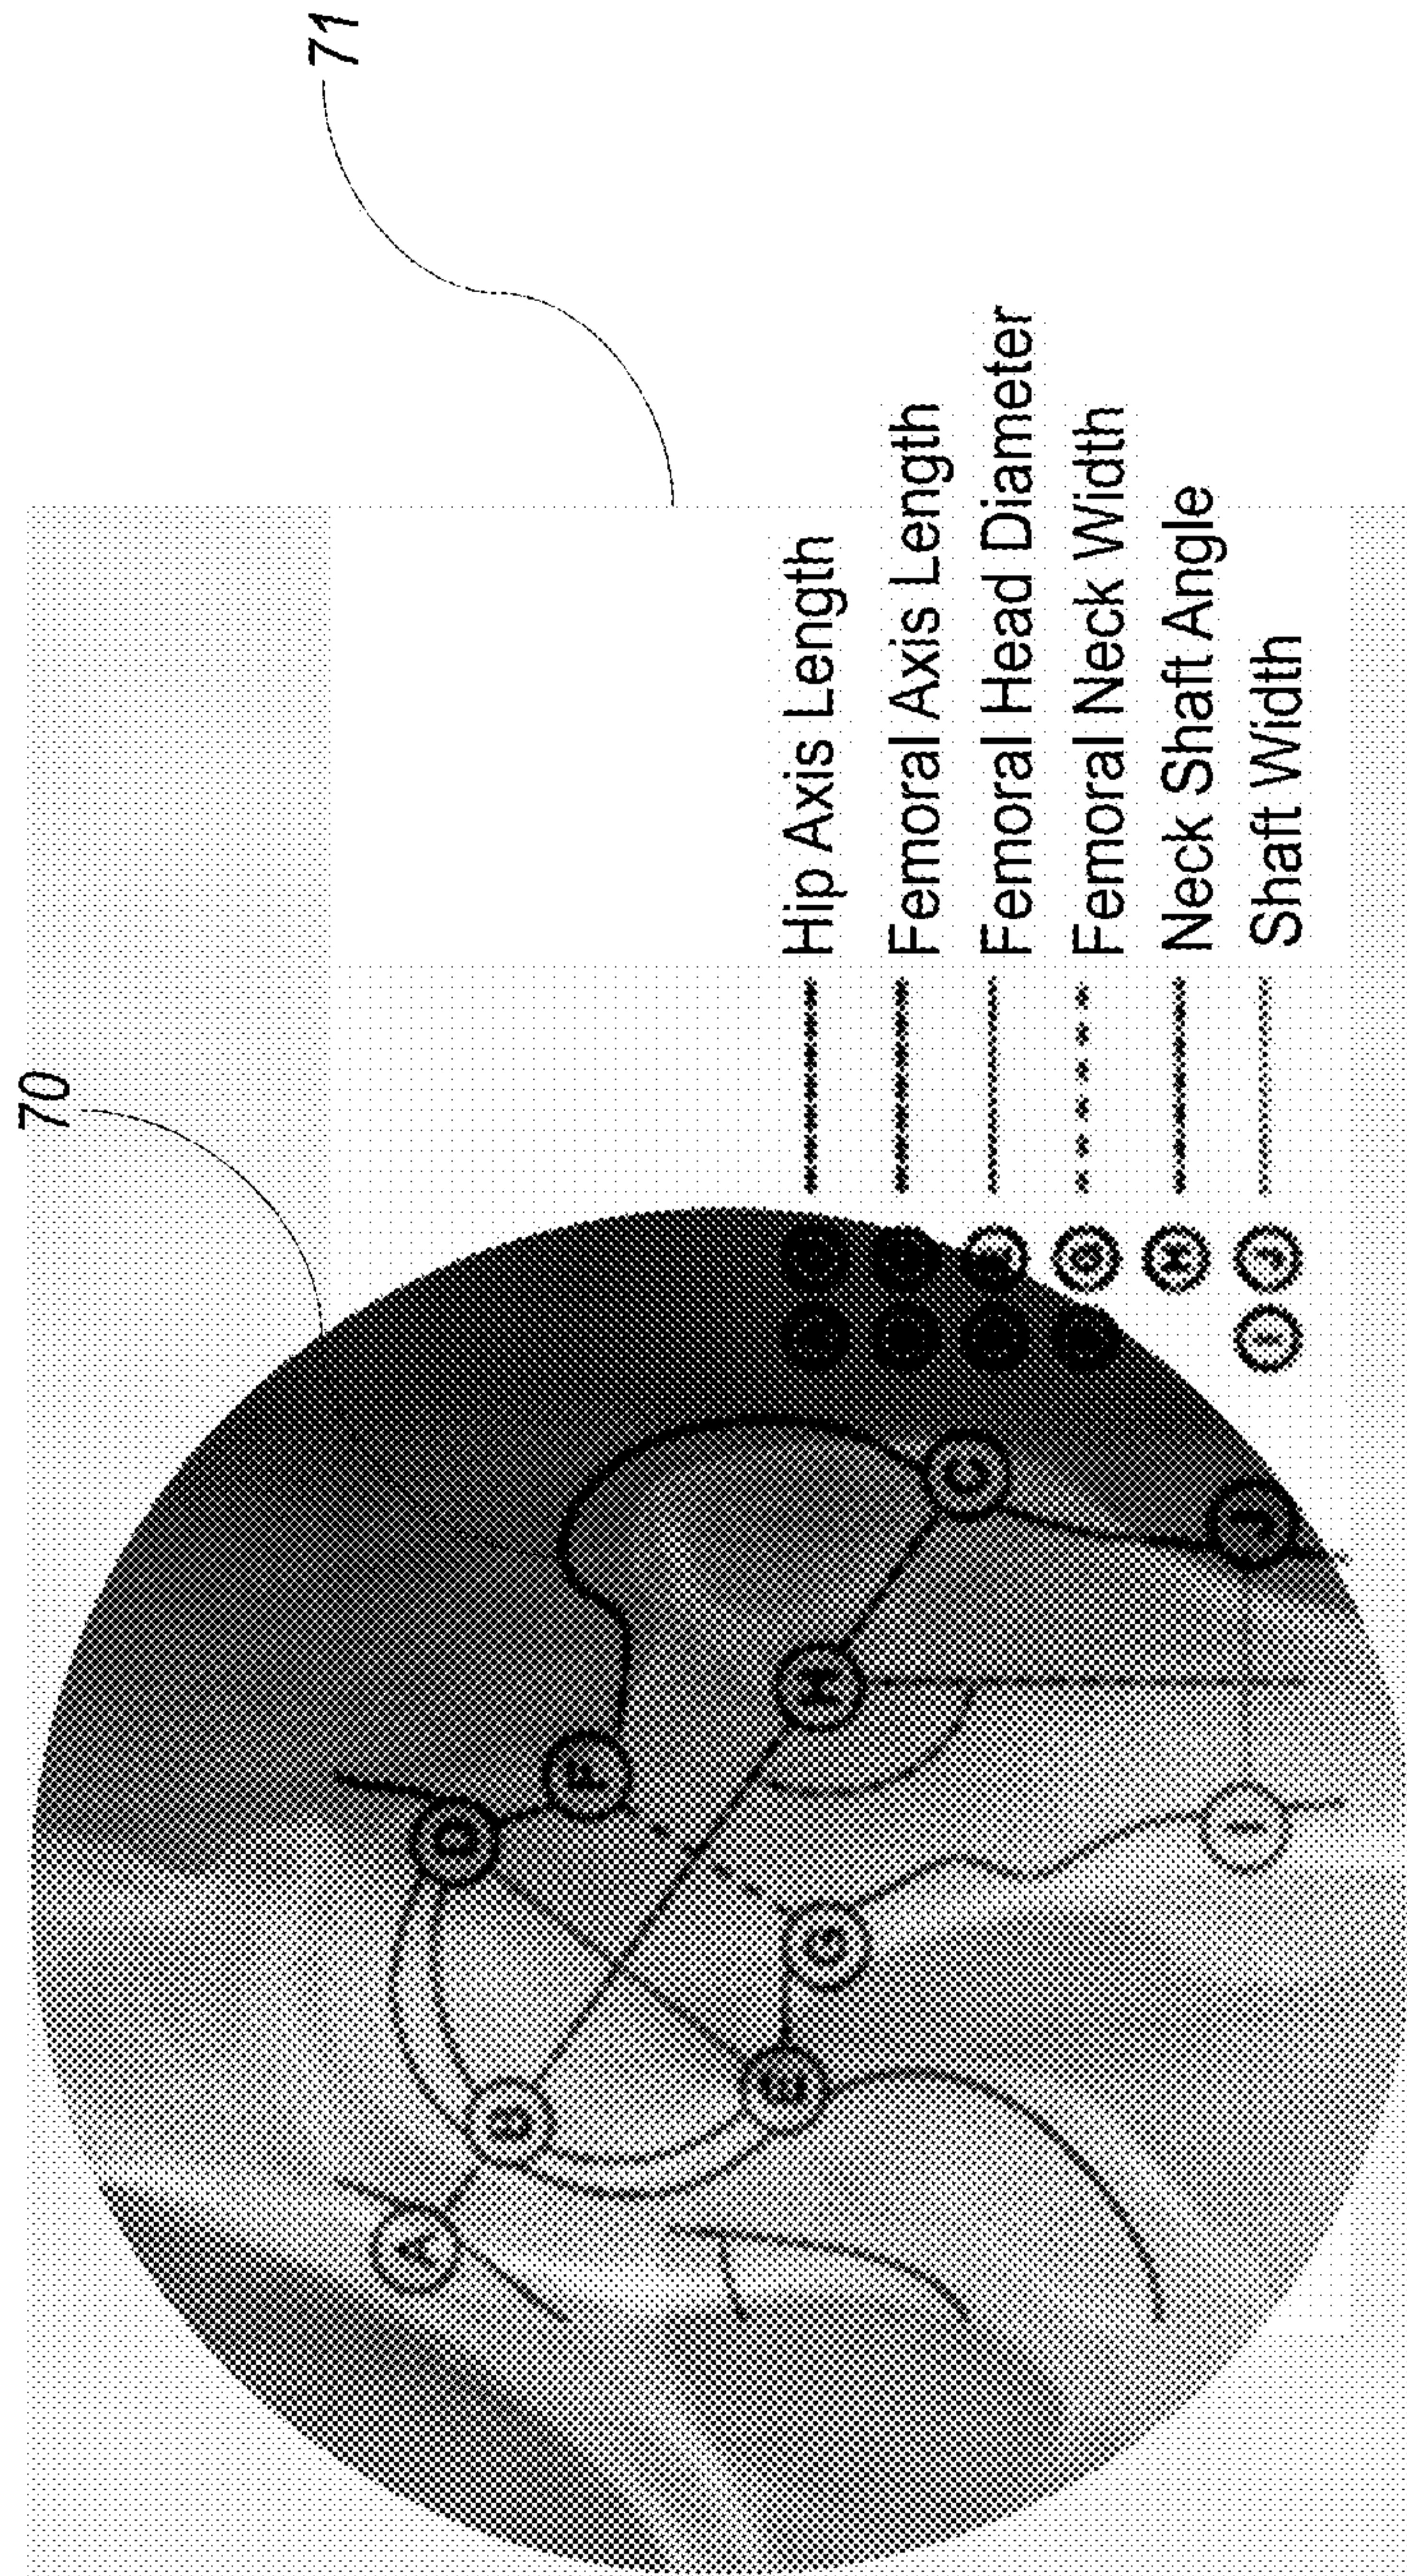 70
71
A
B
C
D
E
F
G
H
I
J
Hip Axis Length
Femoral Axis Length
Femoral Head Diameter
G Femoral Neck Width
H Neck Shaft Angle
I J Shaft Width